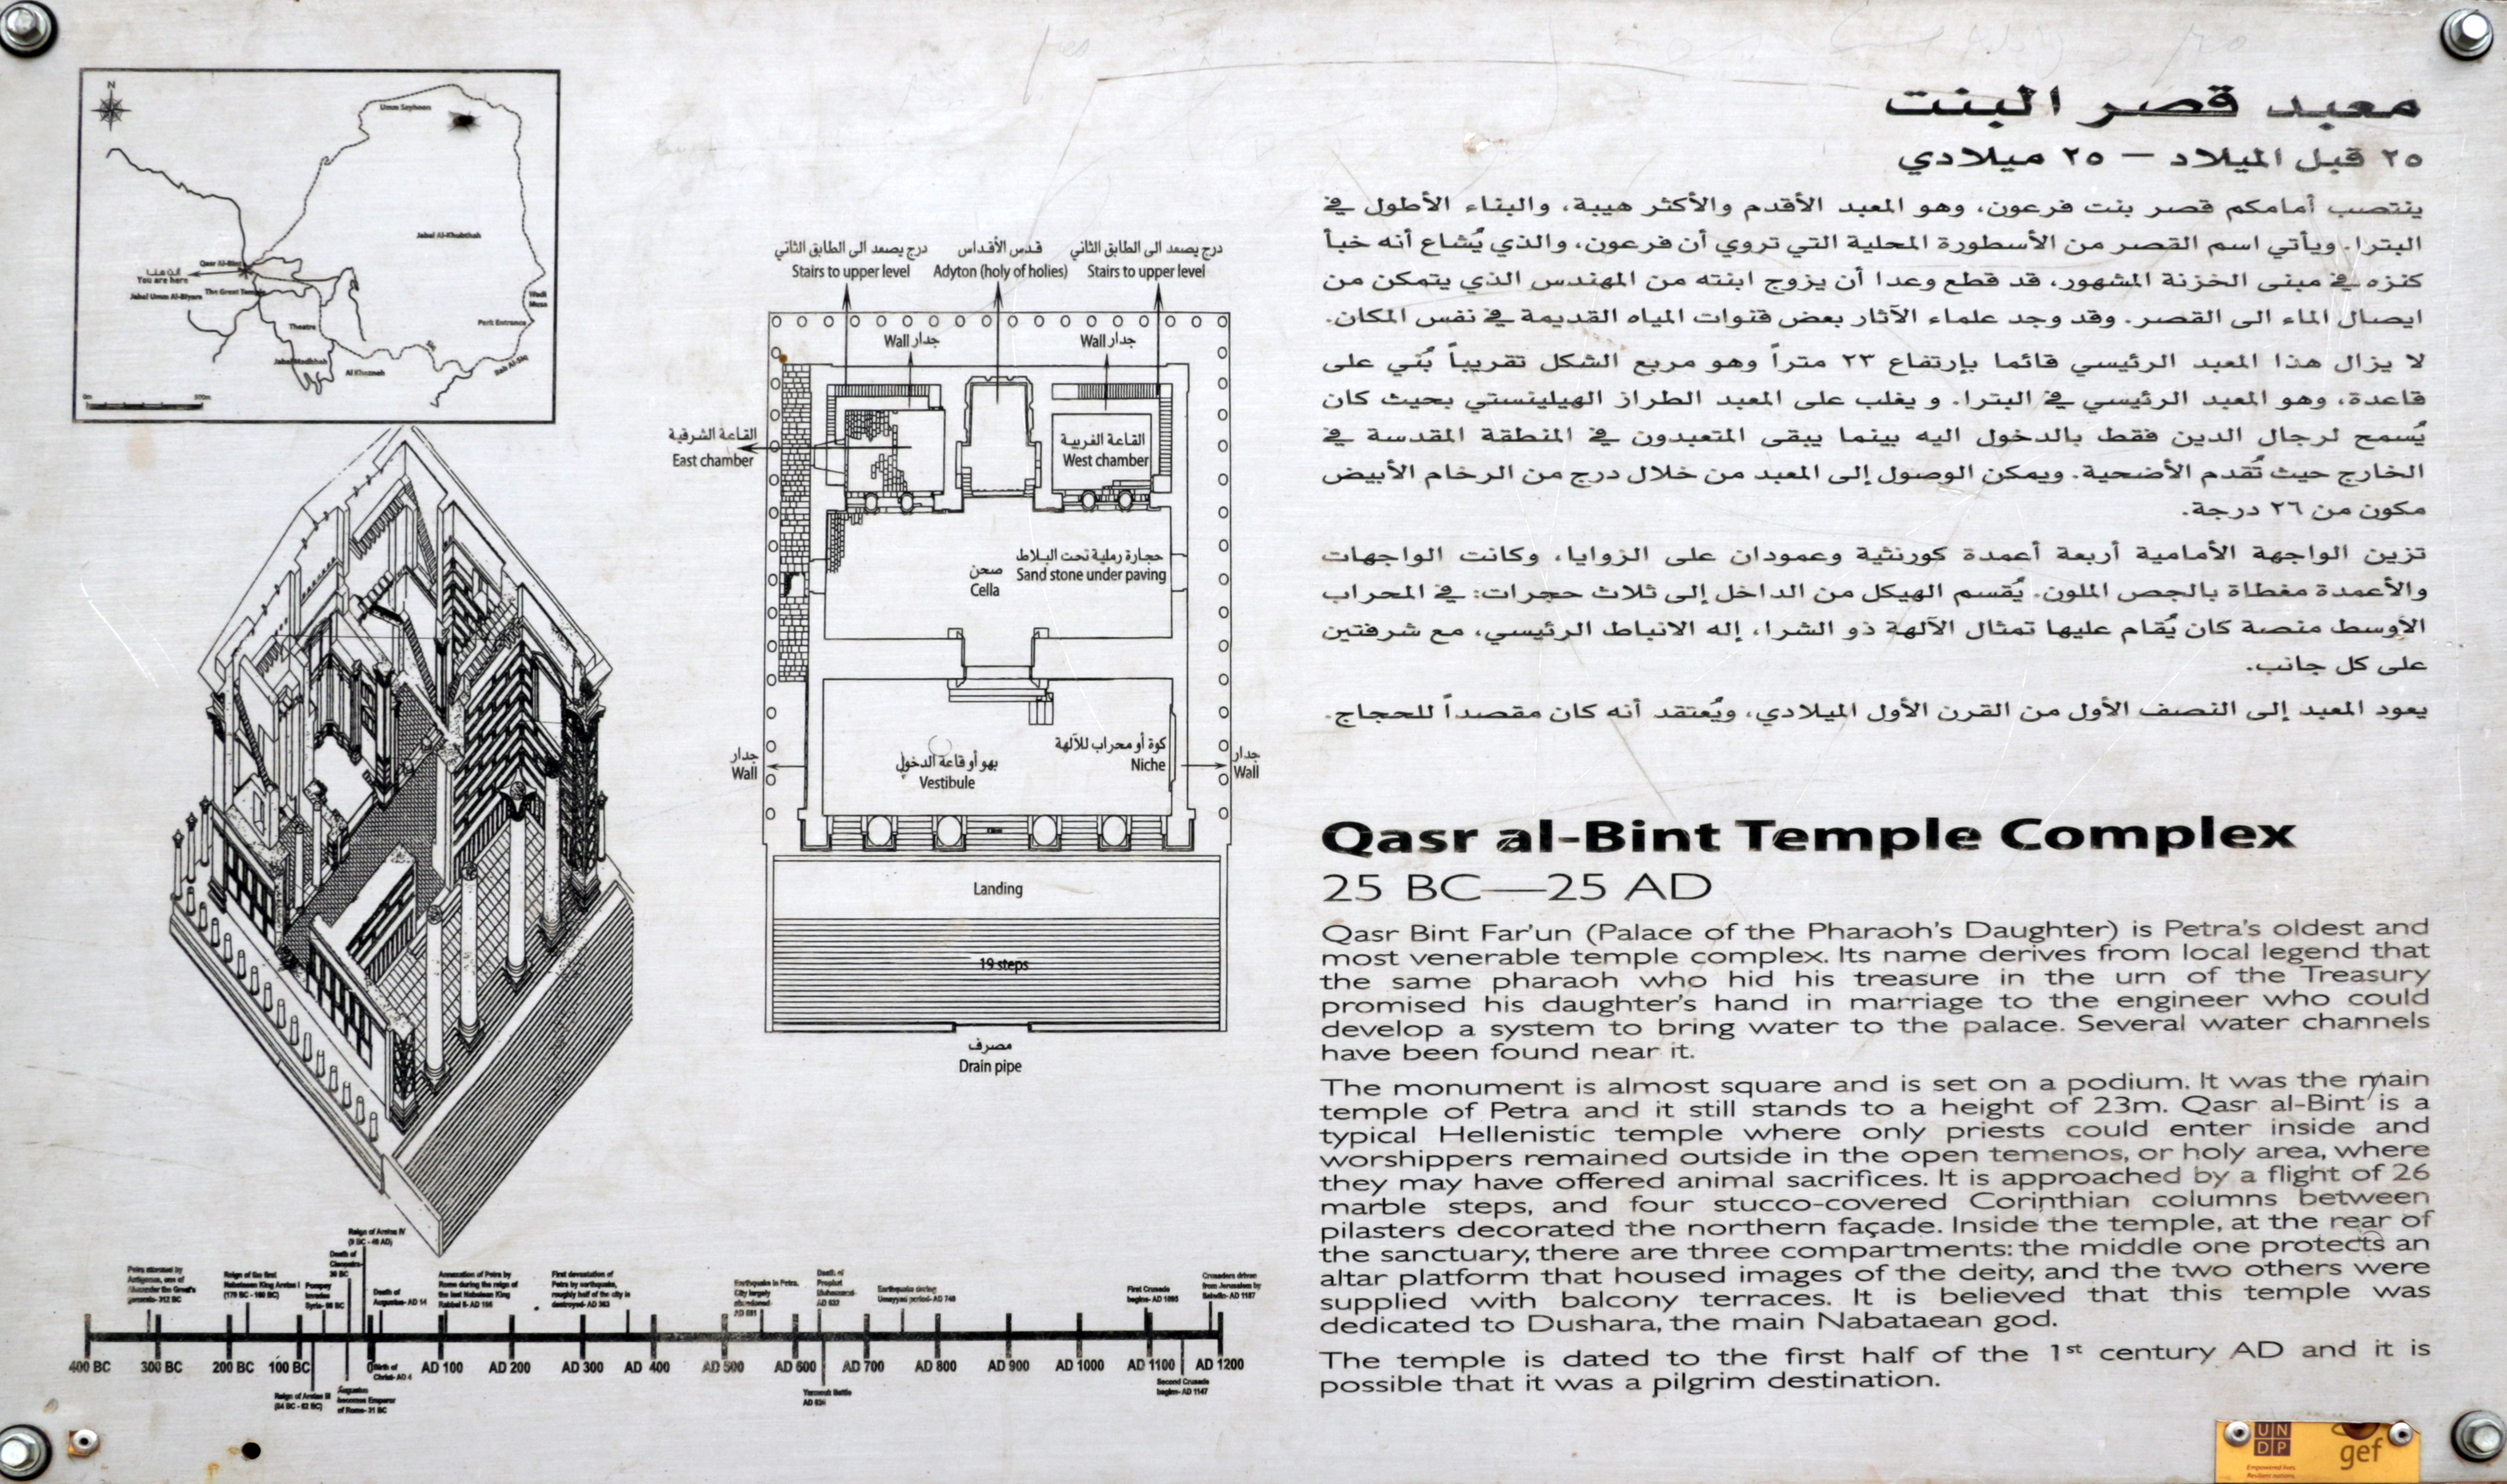 معبد قصر البنت
٢٥ قبل الميلاد – ٢٥ ميلادي
ينتصب أمامكم قصر بنت فرعون، وهو المعبد الأقدم والأكثر هيبة، والبناء الأطول في
البترا. ويأتي اسم القصر من الأسطورة المحلية التي تروي أن فرعون، والذي يُشاع أنه خبأ
كنزه في مبنى الخزنة المشهور، قد قطع وعدا أن يزوج ابنته من المهندس الذي يتمكن من
ايصال الماء الى القصر. وقد وجد علماء الآثار بعض قنوات المياه القديمة في نفس المكان.
لا يزال هذا المعبد الرئيسي قائما بإرتفاع ٢٣ متراً وهو مربع الشكل تقريباً بُني على
قاعدة، وهو المعبد الرئيسي في البترا. و يغلب على المعبد الطراز الهيلينستي بحيث كان
يُسمح لرجال الدين فقط بالدخول اليه بينما يبقى المتعبدون في المنطقة المقدسة في
الخارج حيث تُقدم الأضحية. ويمكن الوصول إلى المعبد من خلال درج من الرخام الأبيض
مكون من ٢٦ درجة.
تزين الواجهة الأمامية أربعة أعمدة كورنثية وعمودان على الزوايا، وكانت الواجهات
والأعمدة مغطاة بالجص الملون. يُقسم الهيكل من الداخل إلى ثلاث حجرات: في المحراب
الأوسط منصة كان يُقام عليها تمثال الآلهة ذو الشرا، إله الانباط الرئيسي، مع شرفتين
على كل جانب.
يعود المعبد إلى النصف الأول من القرن الأول الميلادي، ويُعتقد أنه كان مقصداً للحجاج.
Qasr al-Bint Temple Complex
25 BC—25 AD
Qasr Bint Far'un (Palace of the Pharaoh's Daughter) is Petra's oldest and
most venerable temple complex. Its name derives from local legend that
the same pharaoh who hid his treasure in the urn of the Treasury
promised his daughter's hand in marriage to the engineer who could
develop a system to bring water to the palace. Several water channels
have been found near it.
The monument is almost square and is set on a podium. It was the main
temple of Petra and it still stands to a height of 23m. Qasr al-Bint is a
typical Hellenistic temple where only priests could enter inside and
worshippers remained outside in the open temenos, or holy area, where
they may have offered animal sacrifices. It is approached by a flight of 26
marble steps, and four stucco-covered Corinthian columns between
pilasters decorated the northern façade. Inside the temple, at the rear of
the sanctuary, there are three compartments: the middle one protects an
altar platform that housed images of the deity, and the two others were
supplied with balcony terraces. It is believed that this temple was
dedicated to Dushara, the main Nabataean god.
The temple is dated to the first half of the 1st century AD and it is
possible that it was a pilgrim destination.
N
Umm Sayhoon
Jabal Al-Khubthah
Qasr Al-Bint
أنت هنا
You are here
Jabal Umm Al-Biyara
The Great Temple
Wadi
Musa
Park Entrance
Theatre
Jabal Madhbah
Al Khazneh
Bab Al-Siq
0m
درج يصعد الى الطابق الثاني
Stairs to upper level
قدس الأقداس
Adyton (holy of holies)
درج يصعد الى الطابق الثاني
Stairs to upper level
Wall جدار
Wall جدار
القاعة الشرقية
East chamber
القاعة الغربية
West chamber
حجارة رملية تحت البلاط
Sand stone under paving
صحن
Cella
كوة أو محراب للآلهة
Niche
بهو أو قاعة الدخول
Vestibule
جدار
Wall
جدار
Wall
Landing
19 steps
مصرف
Drain pipe
Petra attacked by
Antigonus, one of
Alexander the Great's
generals- 312 BC
Reign of the first
Nabataean King Aretas I
Pompey
invades
Death of
Cleopatra-
30 BC
Reign of Aretas IV
(9 BC - 40 AD)
Death of
Augustus- AD 14
Annexation of Petra by
Rome during the reign of
the last Nabatean King
Rabbel II- AD 106
First devastation of
Petra by earthquake,
roughly half of the city is
destroyed- AD 363
Earthquake in Petra,
City largely
abandoned-
Death of
Prophet
Muhammad-
AD 632
Earthquake during
First Crusade
Crusaders driven
from Jerusalem by
400 BC
300 BC
200 BC
100 BC
0
AD 100
AD 200
AD 300
AD 400
AD 500
AD 600
AD 700
AD 800
AD 900
AD 1000
AD 1100
AD 1200
Reign of Aretas III
Augustus
becomes Emperor
of Rome- 31 BC
Birth of
Christ- AD 4
Yarmouk Battle
Second Crusade
begins- AD 1147
UN
DP
Empowered lives.
Resilient nations.
gef